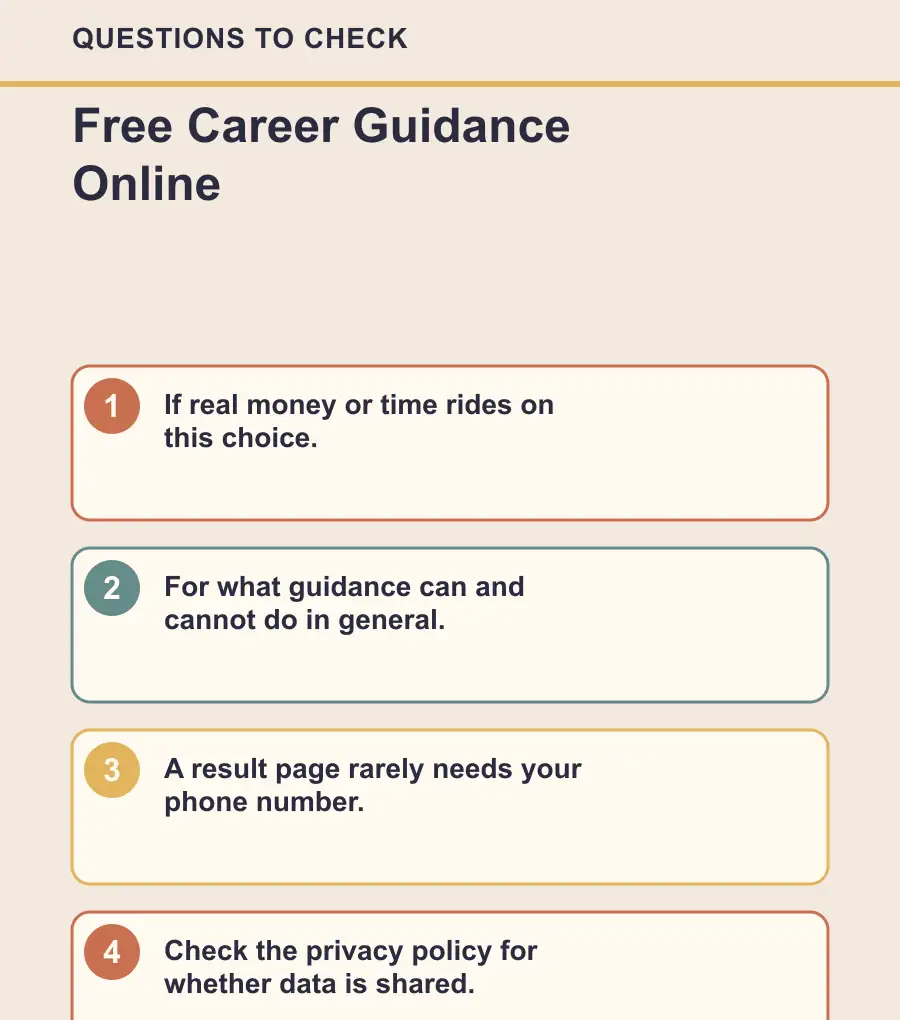 QUESTIONS TO CHECK
Free Career Guidance
Online
1
If real money or time rides on
this choice.
2
For what guidance can and
cannot do in general.
3
A result page rarely needs your
phone number.
4
Check the privacy policy for
whether data is shared.